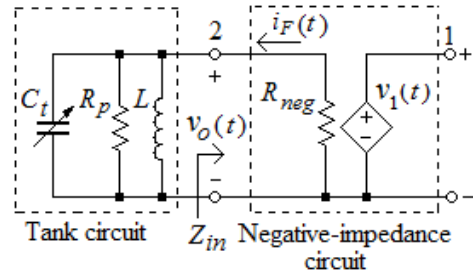 2
i_F(t)
1
+
+
C_t
R_p
L
R_neg
v_1(t)
+
−
v_o(t)
−
−
Tank circuit
Z_in
Negative-impedance
circuit